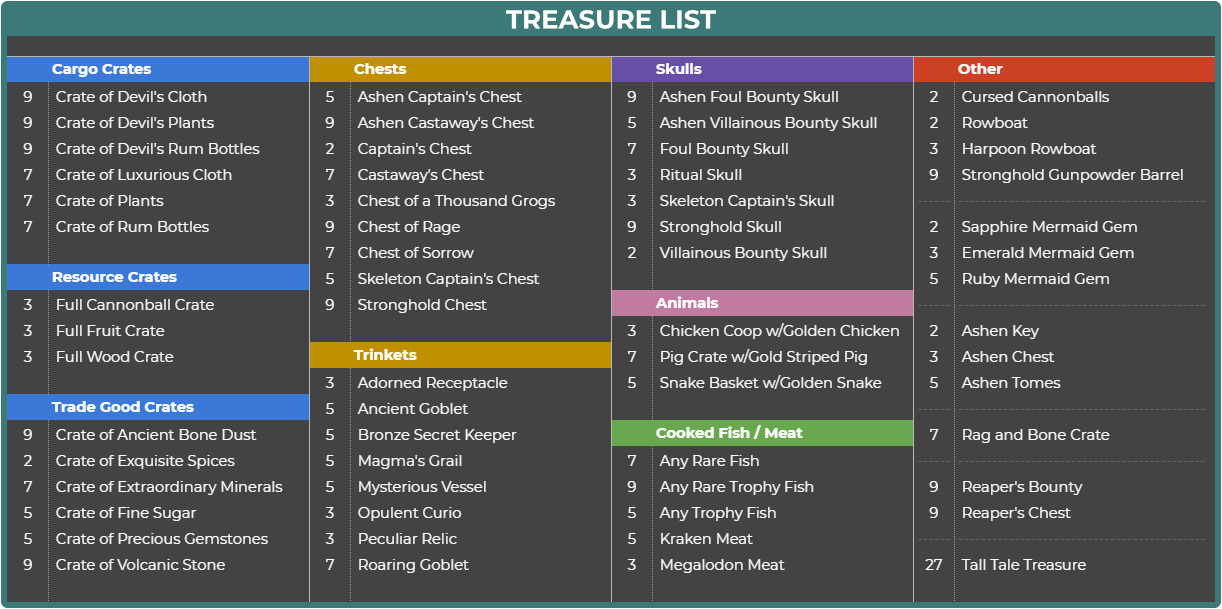 TREASURE LIST
Cargo Crates
9 Crate of Devil's Cloth
9 Crate of Devil's Plants
9 Crate of Devil's Rum Bottles
7 Crate of Luxurious Cloth
7 Crate of Plants
7 Crate of Rum Bottles
Resource Crates
3 Full Cannonball Crate
3 Full Fruit Crate
3 Full Wood Crate
Trade Good Crates
9 Crate of Ancient Bone Dust
2 Crate of Exquisite Spices
7 Crate of Extraordinary Minerals
5 Crate of Fine Sugar
5 Crate of Precious Gemstones
9 Crate of Volcanic Stone
Chests
5 Ashen Captain's Chest
9 Ashen Castaway's Chest
2 Captain's Chest
7 Castaway's Chest
3 Chest of a Thousand Grogs
9 Chest of Rage
7 Chest of Sorrow
5 Skeleton Captain's Chest
9 Stronghold Chest
Trinkets
3 Adorned Receptacle
5 Ancient Goblet
5 Bronze Secret Keeper
5 Magma's Grail
5 Mysterious Vessel
3 Opulent Curio
3 Peculiar Relic
7 Roaring Goblet
Skulls
9 Ashen Foul Bounty Skull
5 Ashen Villainous Bounty Skull
7 Foul Bounty Skull
3 Ritual Skull
3 Skeleton Captain's Skull
9 Stronghold Skull
2 Villainous Bounty Skull
Animals
3 Chicken Coop w/Golden Chicken
7 Pig Crate w/Gold Striped Pig
5 Snake Basket w/Golden Snake
Cooked Fish / Meat
7 Any Rare Fish
9 Any Rare Trophy Fish
5 Any Trophy Fish
5 Kraken Meat
3 Megalodon Meat
Other
2 Cursed Cannonballs
2 Rowboat
3 Harpoon Rowboat
9 Stronghold Gunpowder Barrel
2 Sapphire Mermaid Gem
3 Emerald Mermaid Gem
5 Ruby Mermaid Gem
2 Ashen Key
3 Ashen Chest
5 Ashen Tomes
7 Rag and Bone Crate
9 Reaper's Bounty
9 Reaper's Chest
27 Tall Tale Treasure